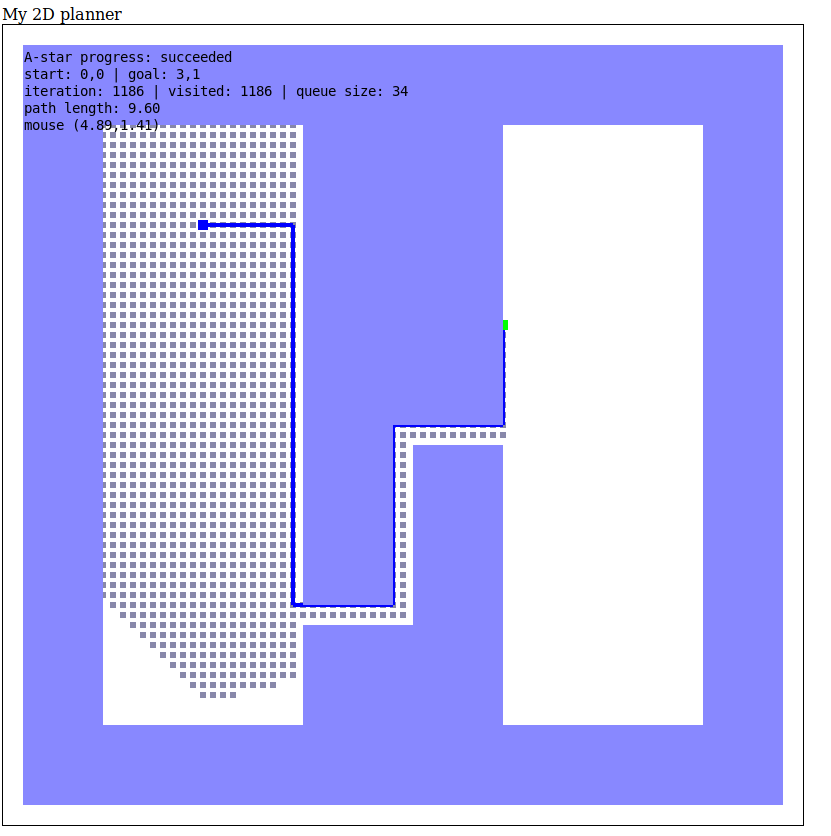 My 2D planner
A-star progress: succeeded
start: 0,0 | goal: 3,1
iteration: 1186 | visited: 1186 | queue size: 34
path length: 9.60
mouse (4.89,1.41)